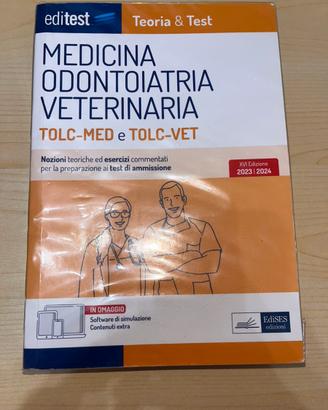 editest
Teoria & Test
MEDICINA
ODONTOIATRIA
VETERINARIA
TOLC-MED e TOLC-VET
Nozioni teoriche ed esercizi commentati
per la preparazione ai test di ammissione
XVI Edizione
2023 | 2024
IN OMAGGIO
Software di simulazione
Contenuti extra
EdiSES
edizioni